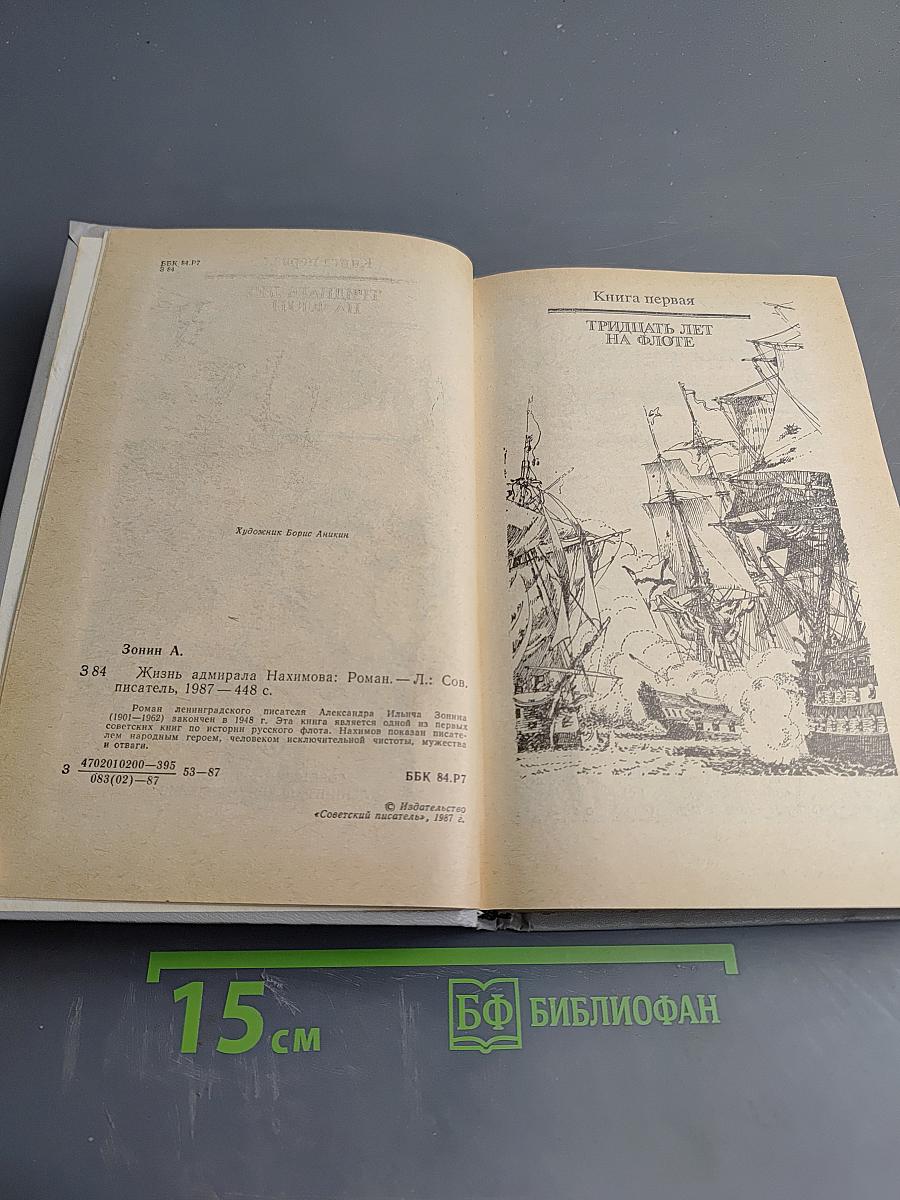 ББК 84.Р7
З 84
Художник Борис Аникин
Зонин А.
З 84 Жизнь адмирала Нахимова: Роман. — Л.: Сов.
писатель, 1987 — 448 с.
Роман ленинградского писателя Александра Ильича Зонина
(1901—1962) закончен в 1948 г. Эта книга является одной из первых
советских книг по истории русского флота. Нахимов показан писате-
лем народным героем, человеком исключительной чистоты, мужества
и отваги.
З 4702010200—395
083(02)—87
53—87
ББК 84.Р7
© Издательство
«Советский писатель», 1987 г.
Книга первая
ТРИДЦАТЬ ЛЕТ
НА ФЛОТЕ
15 см
БФ БИБЛИОФАН